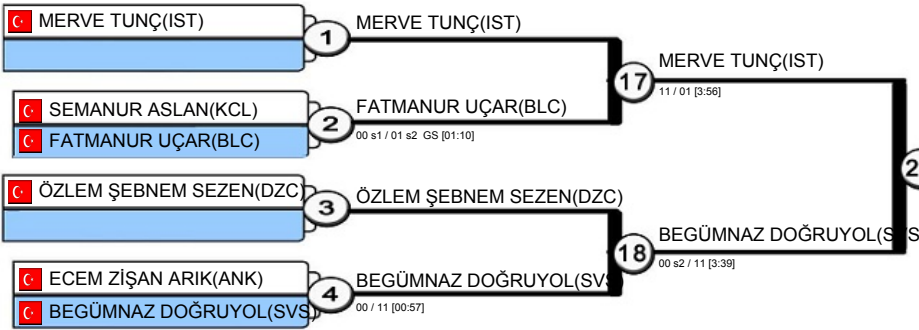 MERVE TUNÇ(IST)
1
MERVE TUNÇ(IST)
SEMANUR ASLAN(KCL)
FATMANUR UÇAR(BLC)
2
FATMANUR UÇAR(BLC)
00 s1 / 01 s2 GS [01:10]
17
MERVE TUNÇ(IST)
11 / 01 [3:56]
ÖZLEM ŞEBNEM SEZEN(DZC)
3
ÖZLEM ŞEBNEM SEZEN(DZC)
ECEM ZİŞAN ARIK(ANK)
BEGÜMNAZ DOĞRUYOL(SVS
4
BEGÜMNAZ DOĞRUYOL(SVS
00 / 11 [00:57]
18
BEGÜMNAZ DOĞRUYOL(SVS
00 s2 / 11 [3:39]